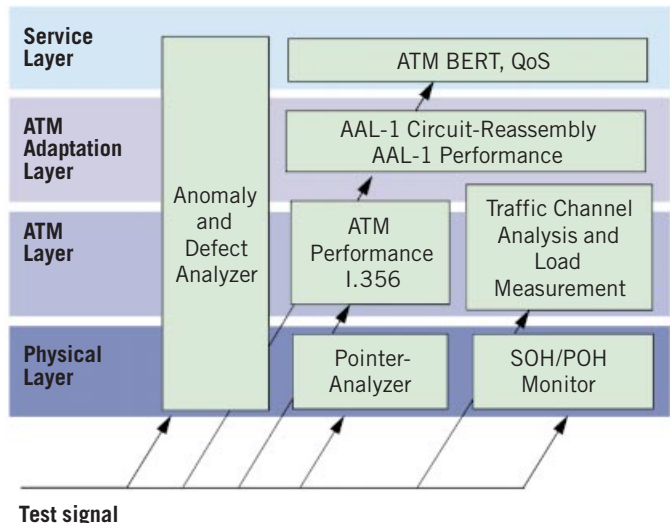 Service
Layer
ATM BERT, QoS
ATM
Adaptation
Layer
AAL-1 Circuit-Reassembly
AAL-1 Performance
Anomaly
and
Defect
Analyzer
ATM
Layer
ATM
Performance
I.356
Traffic Channel
Analysis and
Load
Measurement
Physical
Layer
Pointer-
Analyzer
SOH/POH
Monitor
Test signal